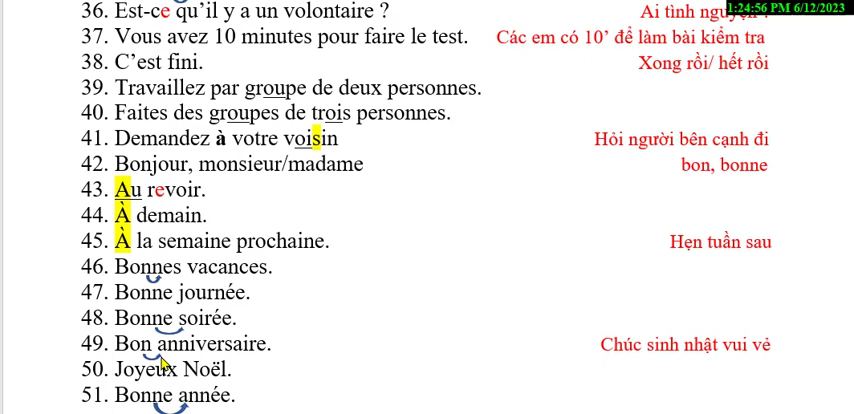 1:24:56 PM 6/12/2023
36. Est-ce qu’il y a un volontaire ? Ai tình nguyện ?
37. Vous avez 10 minutes pour faire le test. Các em có 10’ để làm bài kiểm tra
38. C’est fini. Xong rồi/ hết rồi
39. Travaillez par groupe de deux personnes.
40. Faites des groupes de trois personnes.
41. Demandez à votre voisin Hỏi người bên cạnh đi
42. Bonjour, monsieur/madame bon, bonne
43. Au revoir.
44. À demain.
45. À la semaine prochaine. Hẹn tuần sau
46. Bonnes vacances.
47. Bonne journée.
48. Bonne soirée.
49. Bon anniversaire. Chúc sinh nhật vui vẻ
50. Joyeux Noël.
51. Bonne année.